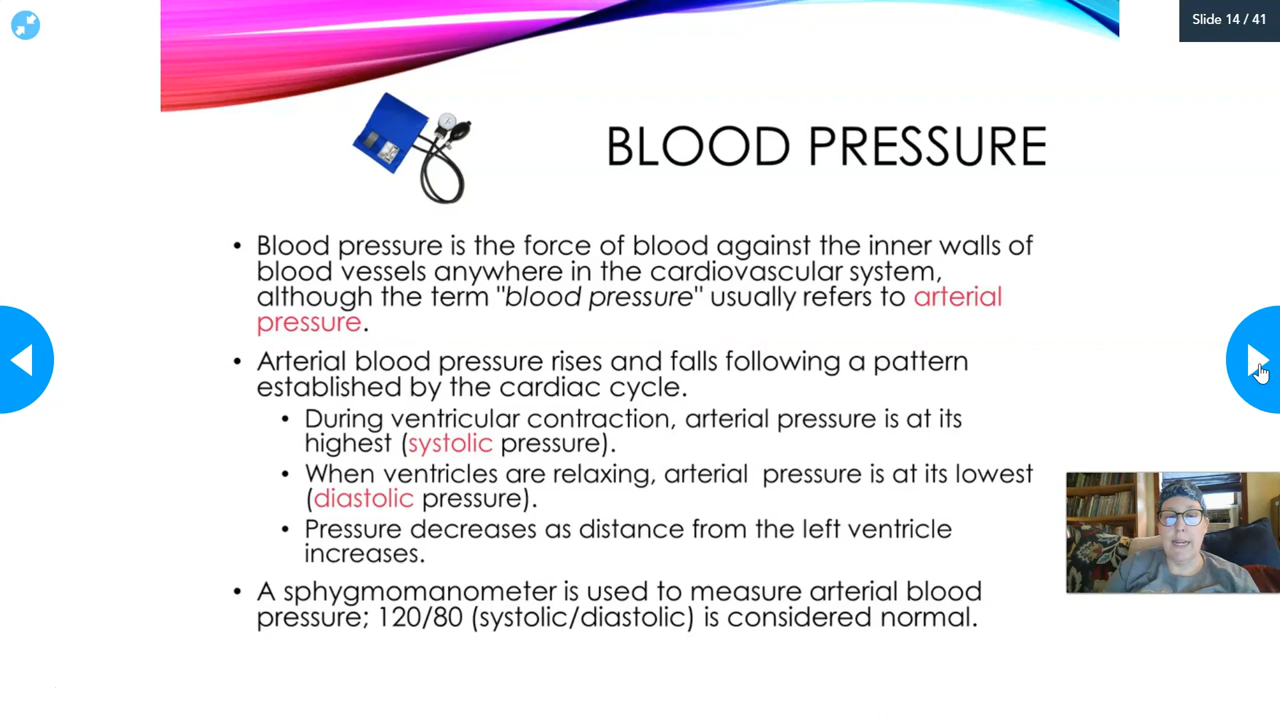 Slide 14 / 41
BLOOD PRESSURE
• Blood pressure is the force of blood against the inner walls of
blood vessels anywhere in the cardiovascular system,
although the term "blood pressure" usually refers to arterial
pressure.
• Arterial blood pressure rises and falls following a pattern
established by the cardiac cycle.
• During ventricular contraction, arterial pressure is at its
highest (systolic pressure).
• When ventricles are relaxing, arterial pressure is at its lowest
(diastolic pressure).
• Pressure decreases as distance from the left ventricle
increases.
• A sphygmomanometer is used to measure arterial blood
pressure; 120/80 (systolic/diastolic) is considered normal.